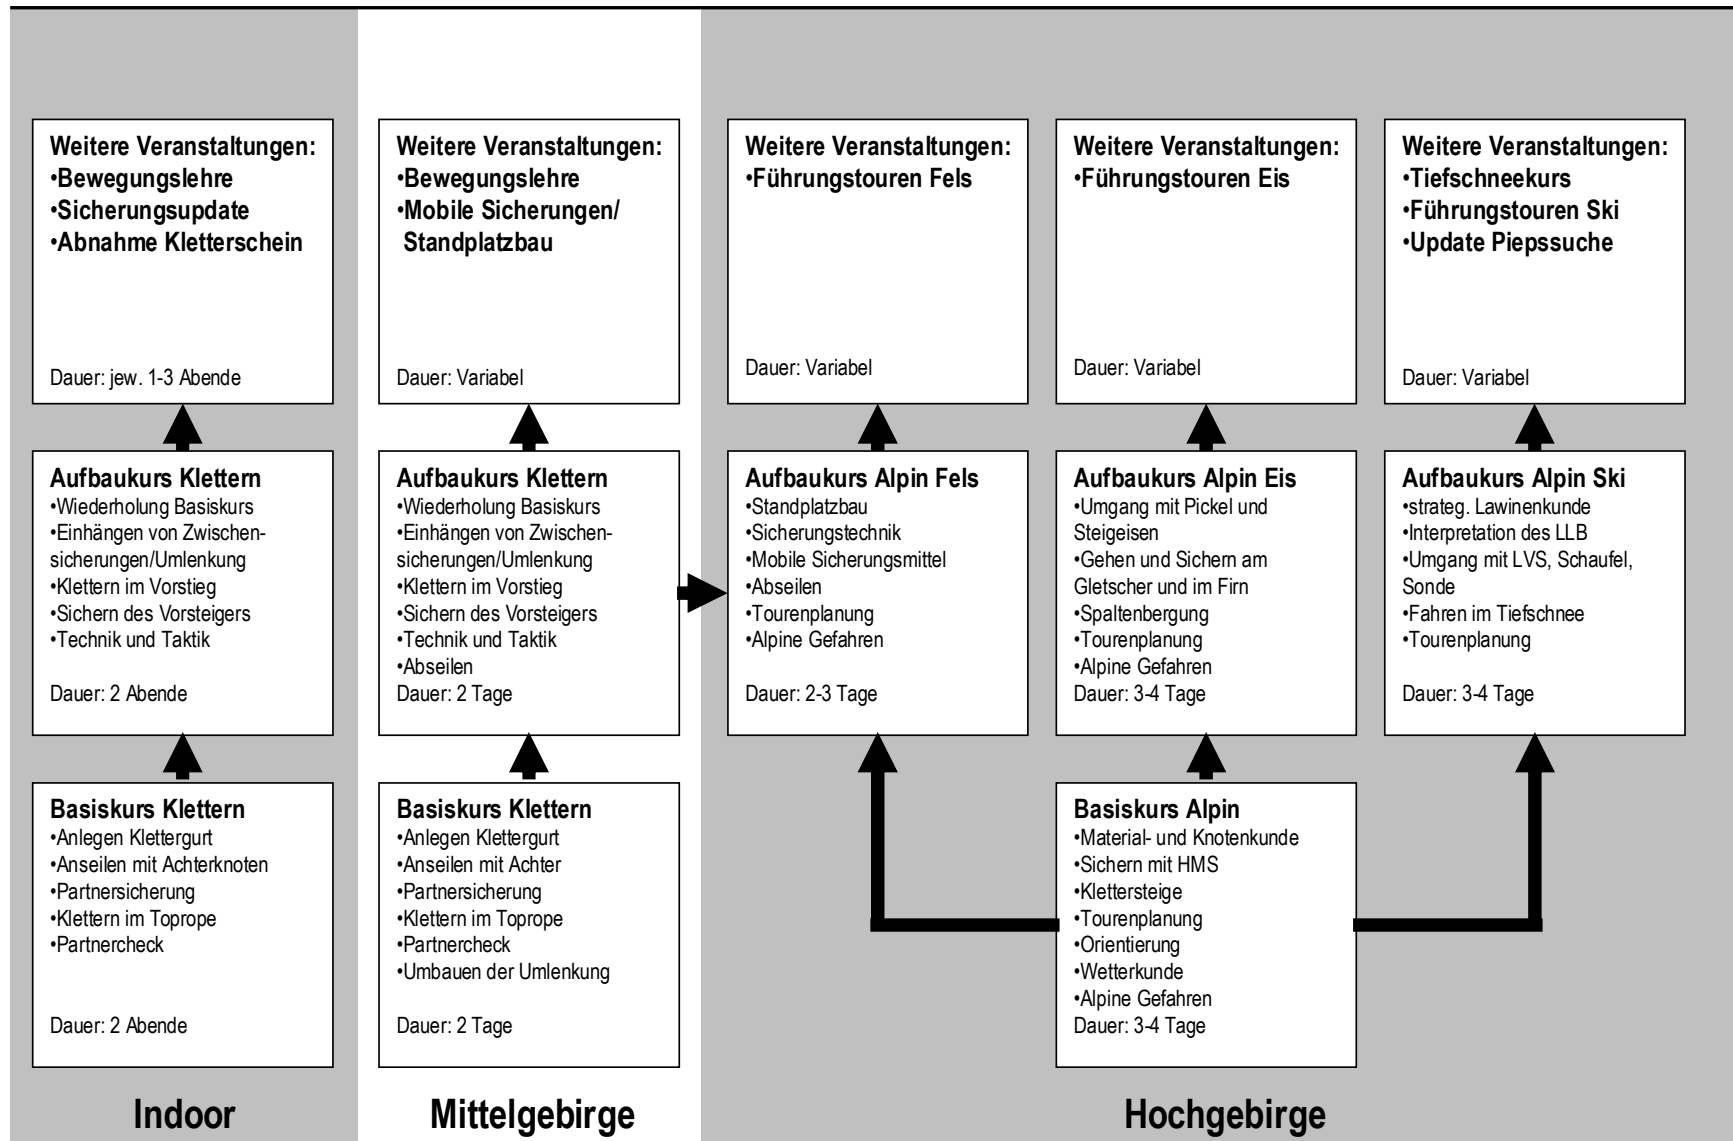 Weitere Veranstaltungen:
•Bewegungslehre
•Sicherungsupdate
•Abnahme Kletterschein
Dauer: jew. 1-3 Abende
Weitere Veranstaltungen:
•Bewegungslehre
•Mobile Sicherungen/
Standplatzbau
Dauer: Variabel
Weitere Veranstaltungen:
•Führungstouren Fels
Dauer: Variabel
Weitere Veranstaltungen:
•Führungstouren Eis
Dauer: Variabel
Weitere Veranstaltungen:
•Tiefschneekurs
•Führungstouren Ski
•Update Piepssuche
Dauer: Variabel
Aufbaukurs Klettern
•Wiederholung Basiskurs
•Einhängen von Zwischen-
sicherungen/Umlenkung
•Klettern im Vorstieg
•Sichern des Vorsteigers
•Technik und Taktik
Dauer: 2 Abende
Aufbaukurs Klettern
•Wiederholung Basiskurs
•Einhängen von Zwischen-
sicherungen/Umlenkung
•Klettern im Vorstieg
•Sichern des Vorsteigers
•Technik und Taktik
•Abseilen
Dauer: 2 Tage
Aufbaukurs Alpin Fels
•Standplatzbau
•Sicherungstechnik
•Mobile Sicherungsmittel
•Abseilen
•Tourenplanung
•Alpine Gefahren
Dauer: 2-3 Tage
Aufbaukurs Alpin Eis
•Umgang mit Pickel und
Steigeisen
•Gehen und Sichern am
Gletscher und im Firn
•Spaltenbergung
•Tourenplanung
•Alpine Gefahren
Dauer: 3-4 Tage
Aufbaukurs Alpin Ski
•strateg. Lawinenkunde
•Interpretation des LLB
•Umgang mit LVS, Schaufel,
Sonde
•Fahren im Tiefschnee
•Tourenplanung
Dauer: 3-4 Tage
Basiskurs Klettern
•Anlegen Klettergurt
•Anseilen mit Achterknoten
•Partnersicherung
•Klettern im Toprope
•Partnercheck
Dauer: 2 Abende
Basiskurs Klettern
•Anlegen Klettergurt
•Anseilen mit Achter
•Partnersicherung
•Klettern im Toprope
•Partnercheck
•Umbauen der Umlenkung
Dauer: 2 Tage
Basiskurs Alpin
•Material- und Knotenkunde
•Sichern mit HMS
•Klettersteige
•Tourenplanung
•Orientierung
•Wetterkunde
•Alpine Gefahren
Dauer: 3-4 Tage
Indoor
Mittelgebirge
Hochgebirge